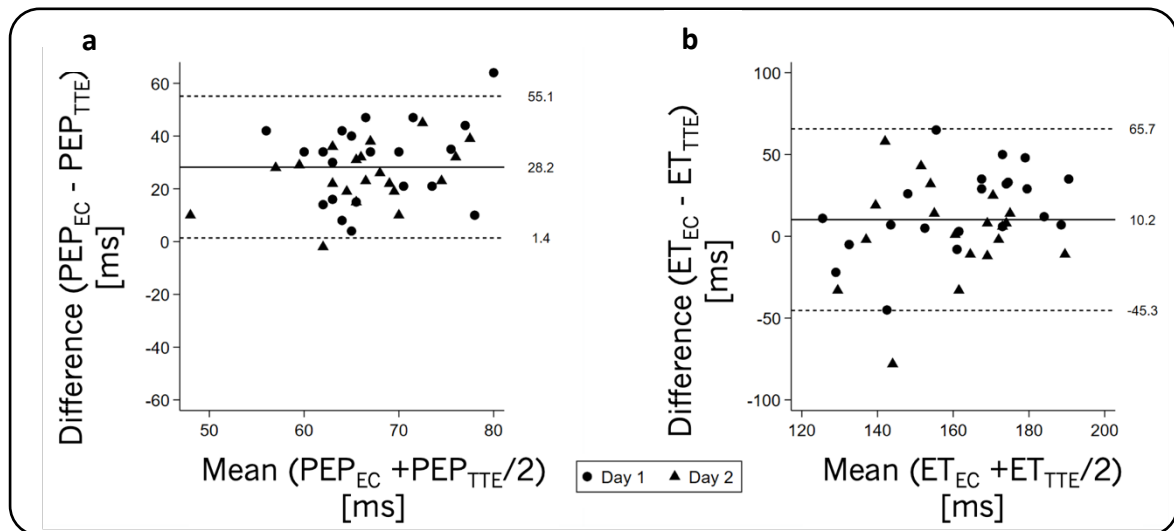 a
Difference (PEP_EC - PEP_TTE)
[ms]
60
40
20
0
-20
-40
-60
55.1
28.2
1.4
50
60
70
80
Mean (PEP_EC +PEP_TTE/2)
[ms]
b
Difference (ET_EC - ET_TTE)
[ms]
100
50
0
-50
-100
65.7
10.2
-45.3
120
140
160
180
200
Mean (ET_EC +ET_TTE/2)
[ms]
Day 1 Day 2